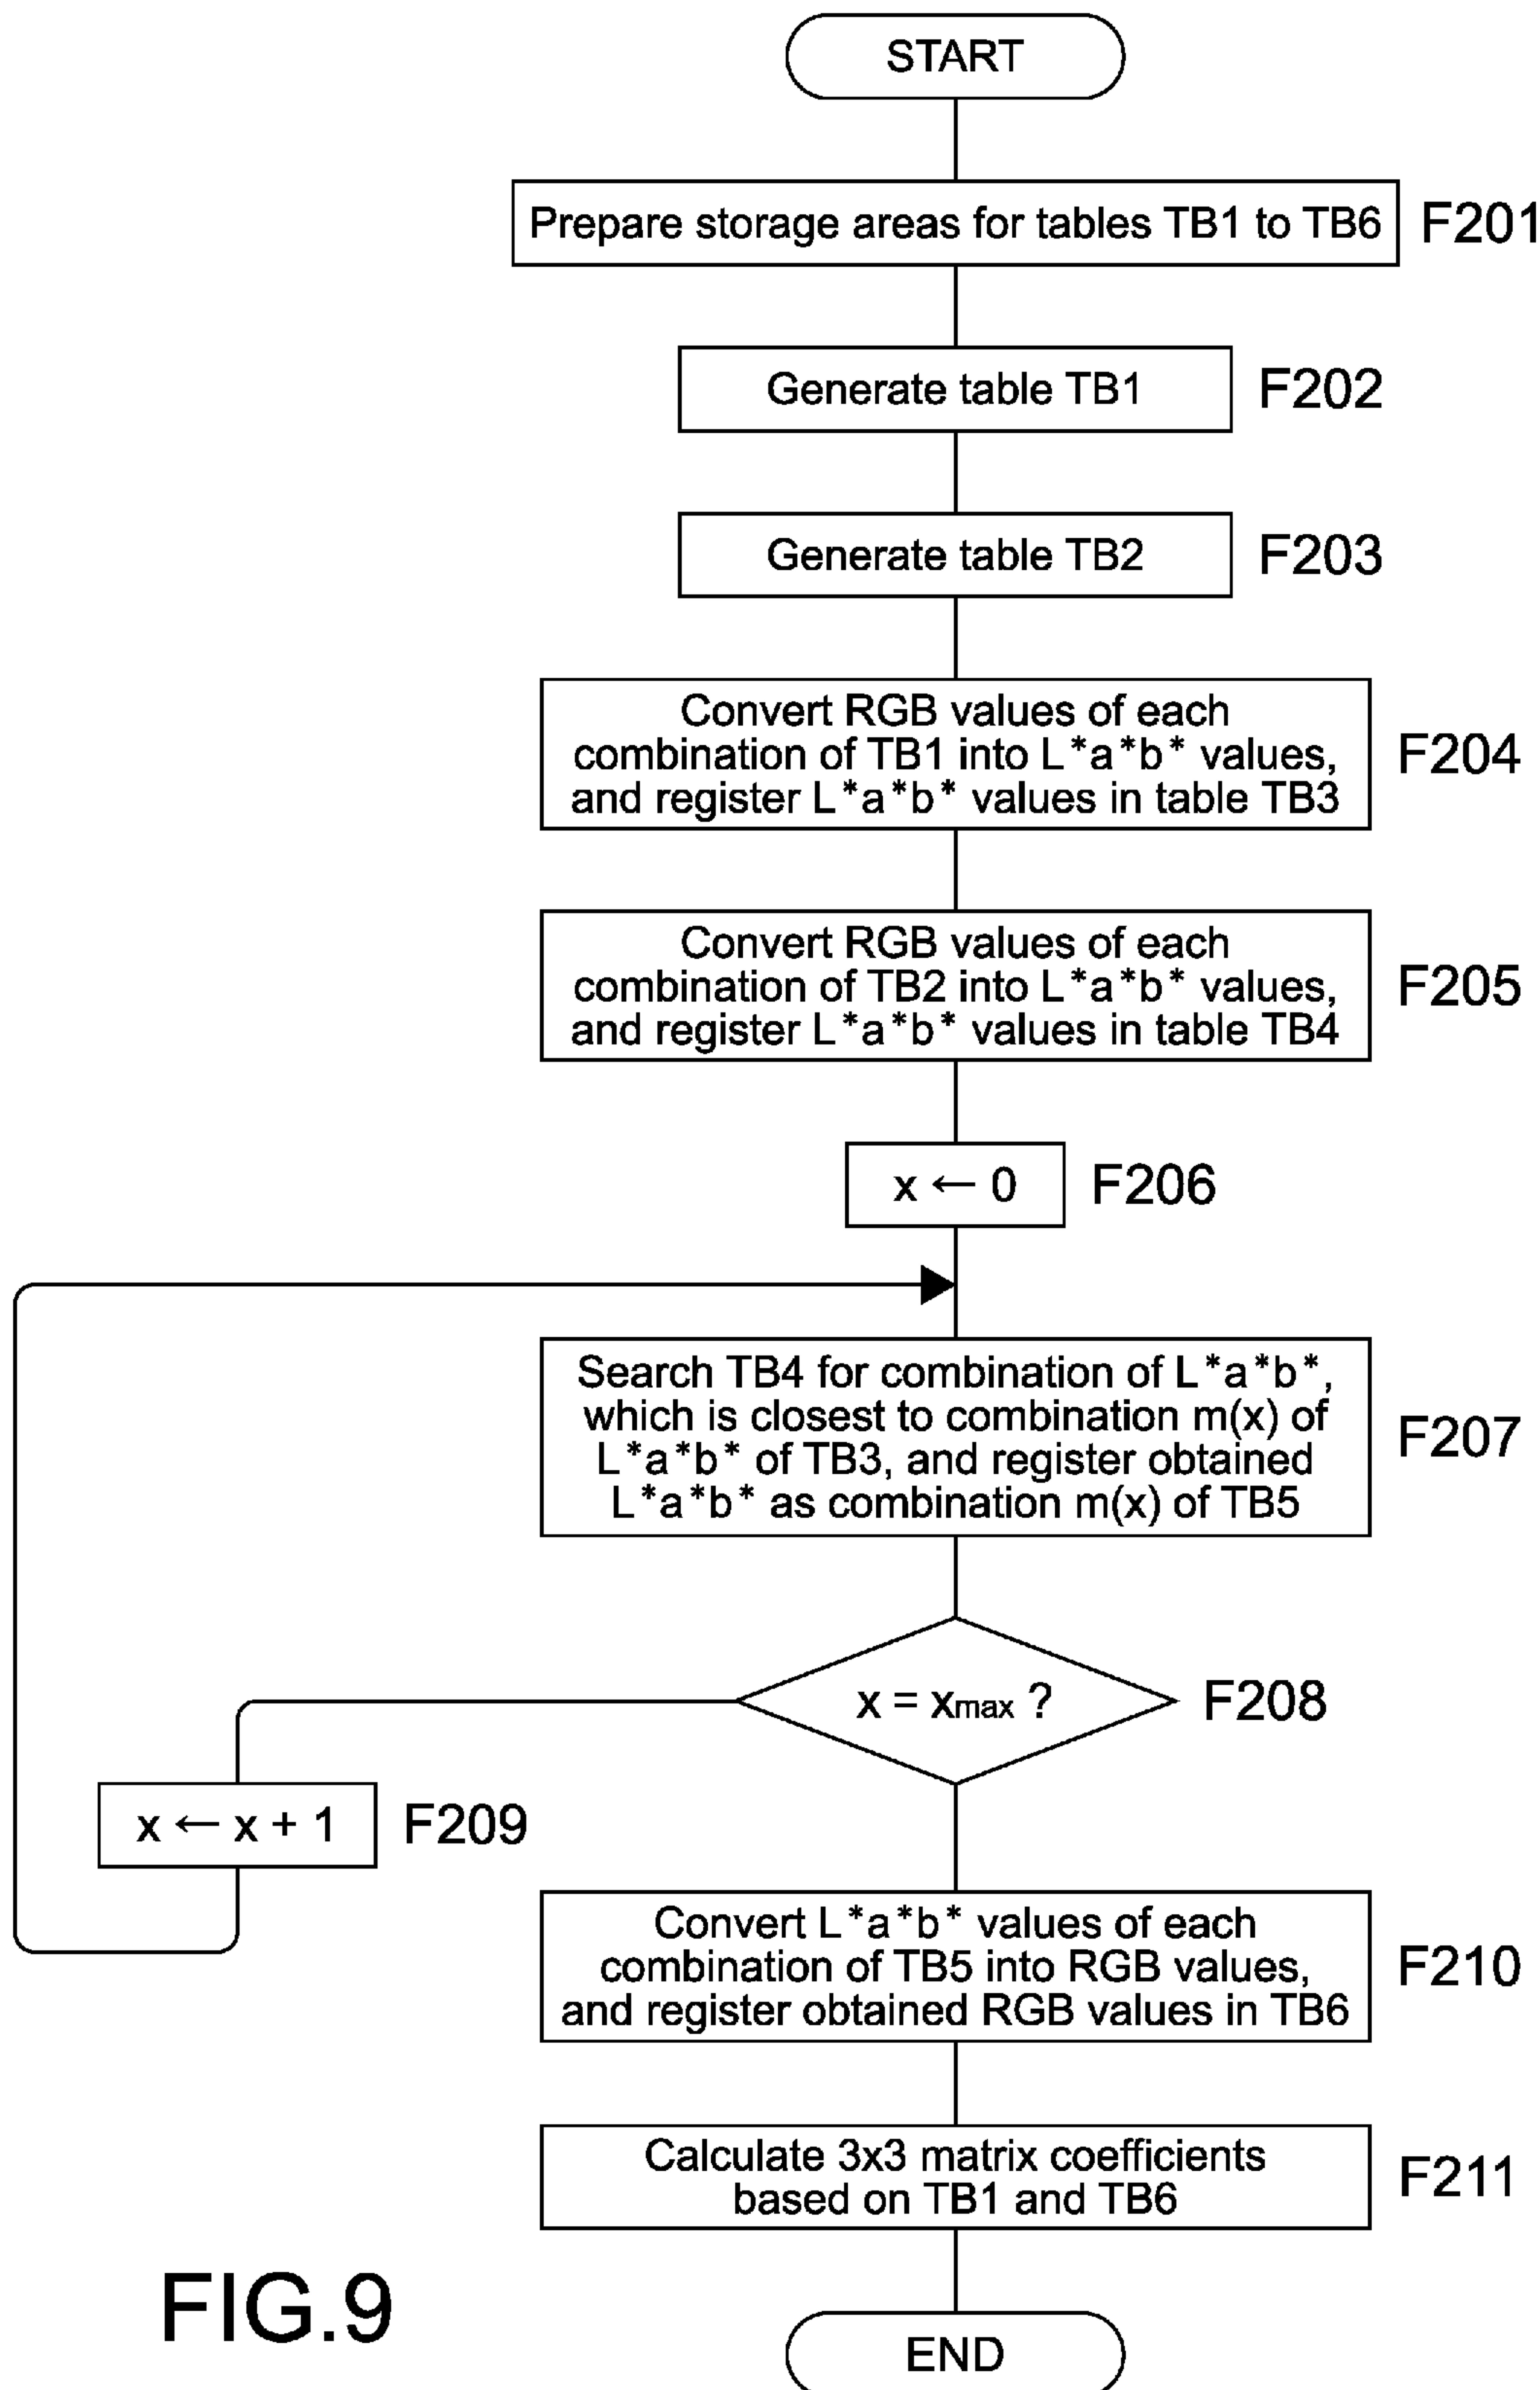 START
Prepare storage areas for tables TB1 to TB6 F201
Generate table TB1 F202
Generate table TB2 F203
Convert RGB values of each
combination of TB1 into L*a*b* values,
and register L*a*b* values in table TB3
F204
Convert RGB values of each
combination of TB2 into L*a*b* values,
and register L*a*b* values in table TB4
F205
x ← 0 F206
Search TB4 for combination of L*a*b*,
which is closest to combination m(x) of
L*a*b* of TB3, and register obtained
L*a*b* as combination m(x) of TB5
F207
x = xmax ? F208
x ← x + 1 F209
Convert L*a*b* values of each
combination of TB5 into RGB values,
and register obtained RGB values in TB6
F210
Calculate 3x3 matrix coefficients
based on TB1 and TB6
F211
FIG.9
END